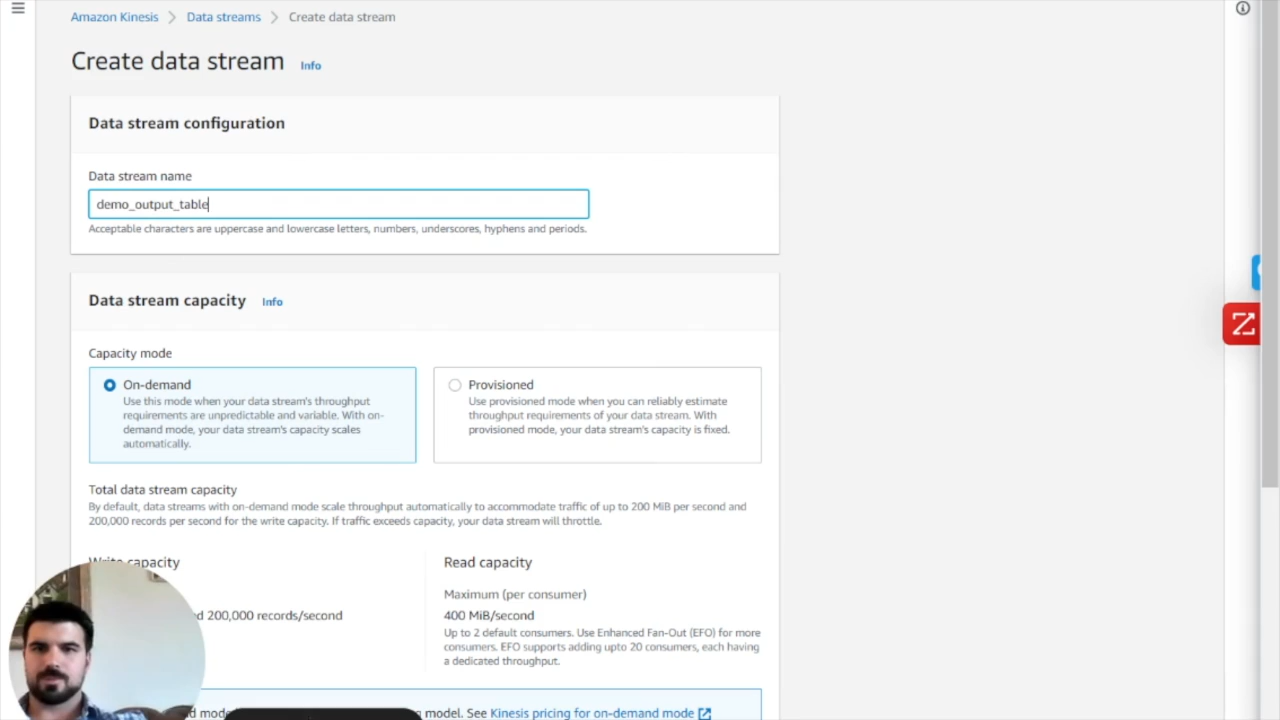 Amazon Kinesis > Data streams > Create data stream
Create data stream Info
Data stream configuration
Data stream name
demo_output_table
Acceptable characters are uppercase and lowercase letters, numbers, underscores, hyphens and periods.
Data stream capacity Info
Capacity mode
On-demand
Use this mode when your data stream's throughput
requirements are unpredictable and variable. With on-
demand mode, your data stream's capacity scales
automatically.
Provisioned
Use provisioned mode when you can reliably estimate
throughput requirements of your data stream. With
provisioned mode, your data stream's capacity is fixed.
Total data stream capacity
By default, data streams with on-demand mode scale throughput automatically to accommodate traffic of up to 200 MiB per second and
200,000 records per second for the write capacity. If traffic exceeds capacity, your data stream will throttle.
Write capacity
200,000 records/second
Read capacity
Maximum (per consumer)
400 MiB/second
Up to 2 default consumers. Use Enhanced Fan-Out (EFO) for more
consumers. EFO supports adding upto 20 consumers, each having
a dedicated throughput.
model. See Kinesis pricing for on-demand mode